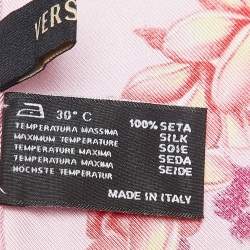 VERS
30° C
TEMPERATURA MASSIMA
MAXIMUM TEMPERATURE
TEMPERATURE MAXIMA
TEMPERATURA MAXIMA
HÖCHSTE TEMPERATUR
100% SETA
SILK
SOIE
SEDA
SEIDE
MADE IN ITALY